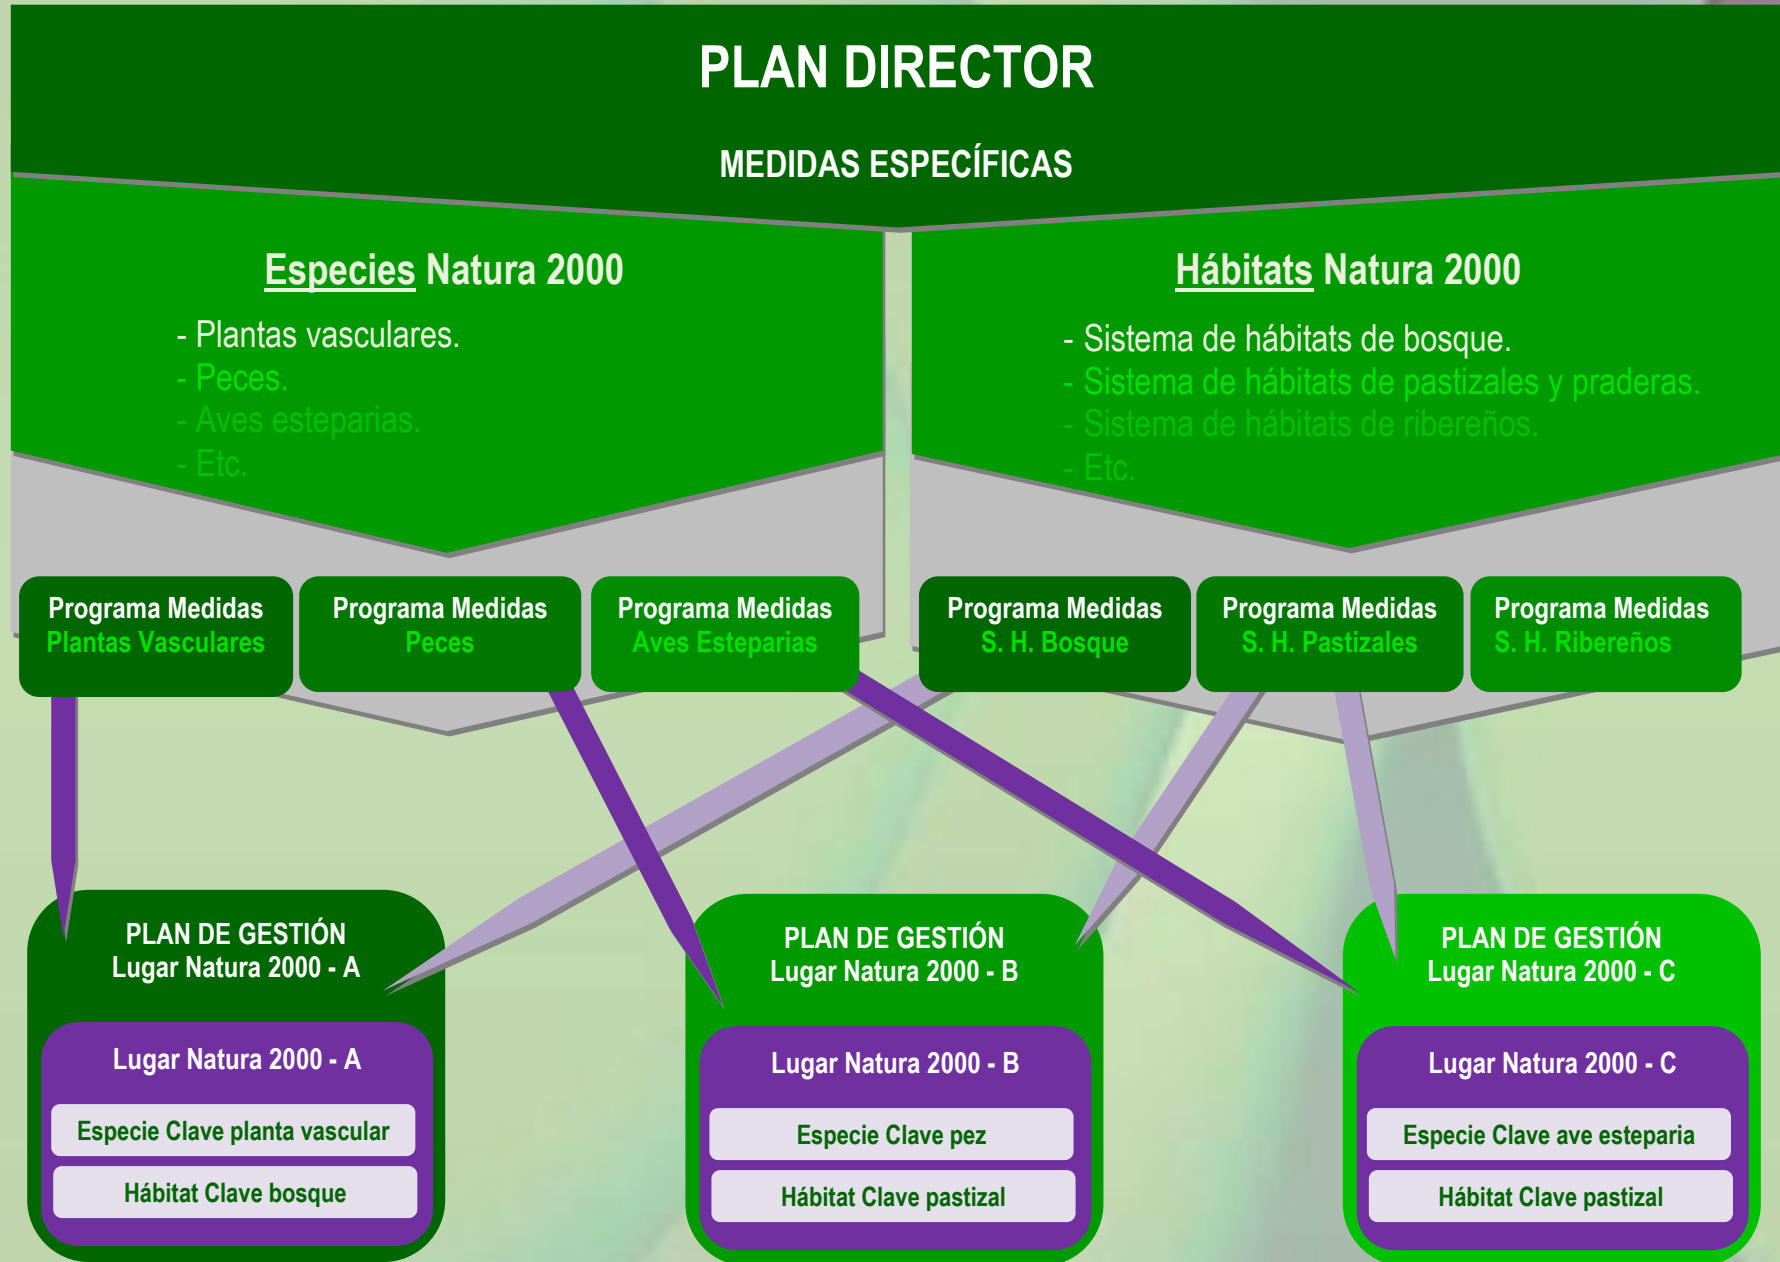 PLAN DIRECTOR
MEDIDAS ESPECÍFICAS
Especies Natura 2000
- Plantas vasculares.
- Peces.
- Aves esteparias.
- Etc.
Hábitats Natura 2000
- Sistema de hábitats de bosque.
- Sistema de hábitats de pastizales y praderas.
- Sistema de hábitats de ribereños.
- Etc.
Programa Medidas
Plantas Vasculares
Programa Medidas
Peces
Programa Medidas
Aves Esteparias
Programa Medidas
S. H. Bosque
Programa Medidas
S. H. Pastizales
Programa Medidas
S. H. Ribereños
PLAN DE GESTIÓN
Lugar Natura 2000 - A
Lugar Natura 2000 - A
Especie Clave planta vascular
Hábitat Clave bosque
PLAN DE GESTIÓN
Lugar Natura 2000 - B
Lugar Natura 2000 - B
Especie Clave pez
Hábitat Clave pastizal
PLAN DE GESTIÓN
Lugar Natura 2000 - C
Lugar Natura 2000 - C
Especie Clave ave esteparia
Hábitat Clave pastizal